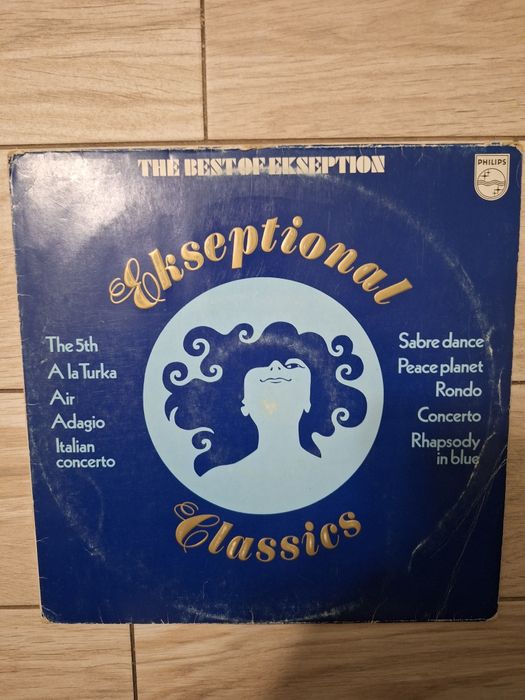 THE BEST OF EKSEPTION
PHILIPS
Ekseptional
The 5th
A la Turka
Air
Adagio
Italian
concerto
Sabre dance
Peace planet
Rondo
Concerto
Rhapsody
in blue
Classics